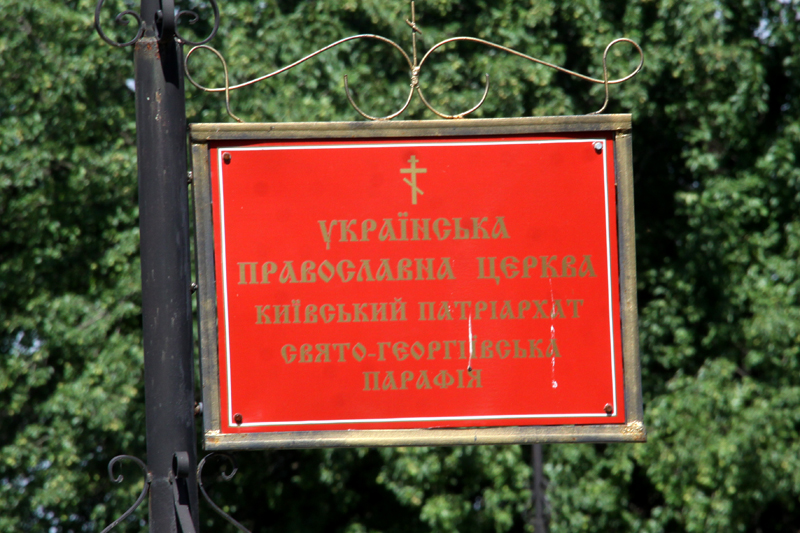 УКРАЇНСЬКА
ПРАВОСЛАВНА ЦЕРКВА
КИЇВСЬКИЙ ПАТРІАРХАТ
СВЯТО-ГЕОРГІЇВСЬКА
ПАРАФІЯ